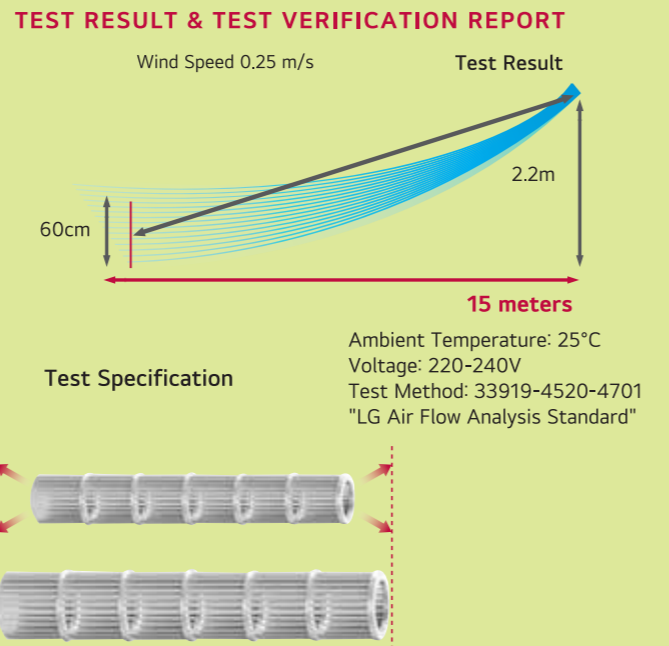 TEST RESULT & TEST VERIFICATION REPORT
Wind Speed 0.25 m/s
Test Result
2.2m
60cm
15 meters
Ambient Temperature: 25°C
Voltage: 220-240V
Test Specification
Test Method: 33919-4520-4701
"LG Air Flow Analysis Standard"